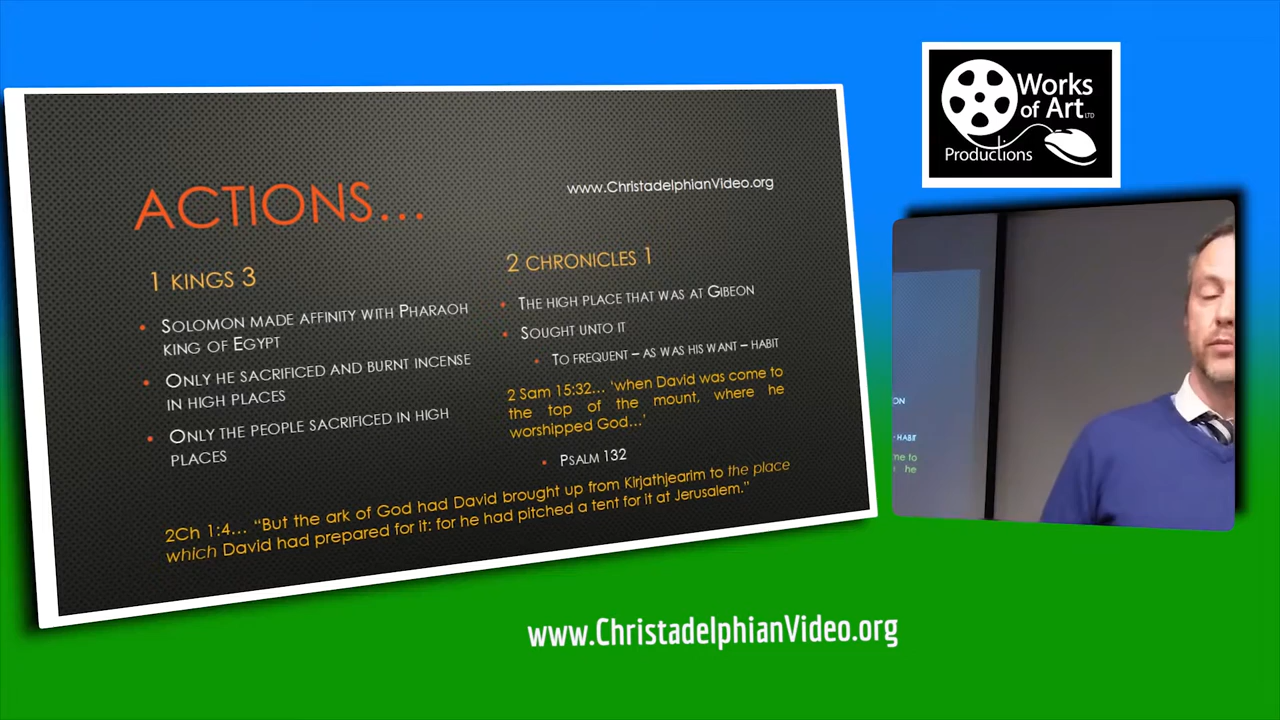 Works
of Art LTD
Productions
ACTIONS...
www.ChristadelphianVideo.org
1 KINGS 3
SOLOMON MADE AFFINITY WITH PHARAOH
KING OF EGYPT
ONLY HE SACRIFICED AND BURNT INCENSE
IN HIGH PLACES
ONLY THE PEOPLE SACRIFICED IN HIGH
PLACES
2 CHRONICLES 1
THE HIGH PLACE THAT WAS AT GIBEON
SOUGHT UNTO IT
TO FREQUENT – AS WAS HIS WANT – HABIT
2 Sam 15:32... ‘when David was come to
the top of the mount, where he
worshipped God...’
PSALM 132
2Ch 1:4... “But the ark of God had David brought up from Kirjathjearim to the place
which David had prepared for it: for he had pitched a tent for it at Jerusalem.”
ON
HABIT
me to
he
www.ChristadelphianVideo.org